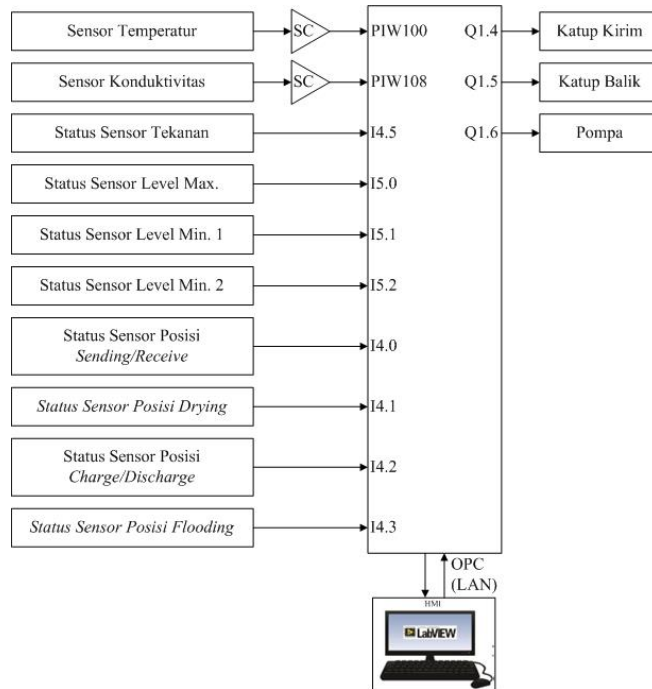 Sensor Temperatur
SC
PIW100
Q1.4
Katup Kirim
Sensor Konduktivitas
SC
PIW108
Q1.5
Katup Balik
Status Sensor Tekanan
I4.5
Q1.6
Pompa
Status Sensor Level Max.
I5.0
Status Sensor Level Min. 1
I5.1
Status Sensor Level Min. 2
I5.2
Status Sensor Posisi
Sending/Receive
I4.0
Status Sensor Posisi Drying
I4.1
Status Sensor Posisi
Charge/Discharge
I4.2
Status Sensor Posisi Flooding
I4.3
OPC
(LAN)
HMI
LabVIEW